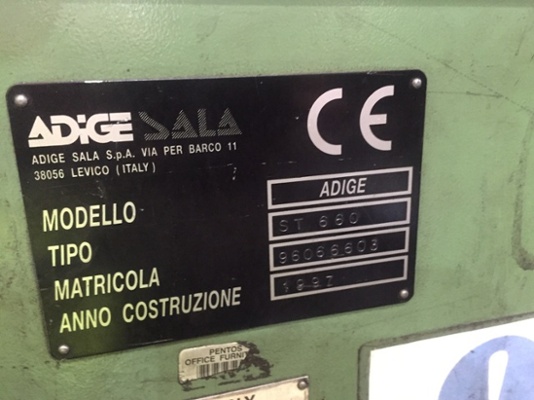 ADIGE SALA
CE
ADIGE SALA S.p.A. VIA PER BARCO 11
38056 LEVICO (ITALY)
MODELLO ADIGE
TIPO ST 660
MATRICOLA 96066603
ANNO COSTRUZIONE 1997
PENTOS
OFFICE FURNI